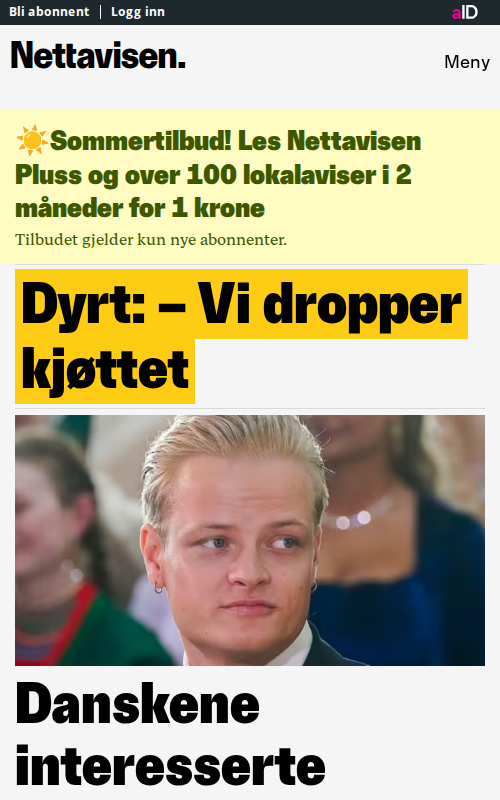 Bli abonnent | Logg inn
aID
Nettavisen.
Meny
☀️Sommertilbud! Les Nettavisen
Pluss og over 100 lokalaviser i 2
måneder for 1 krone
Tilbudet gjelder kun nye abonnenter.
Dyrt: – Vi dropper
kjøttet
Danskene
interesserte